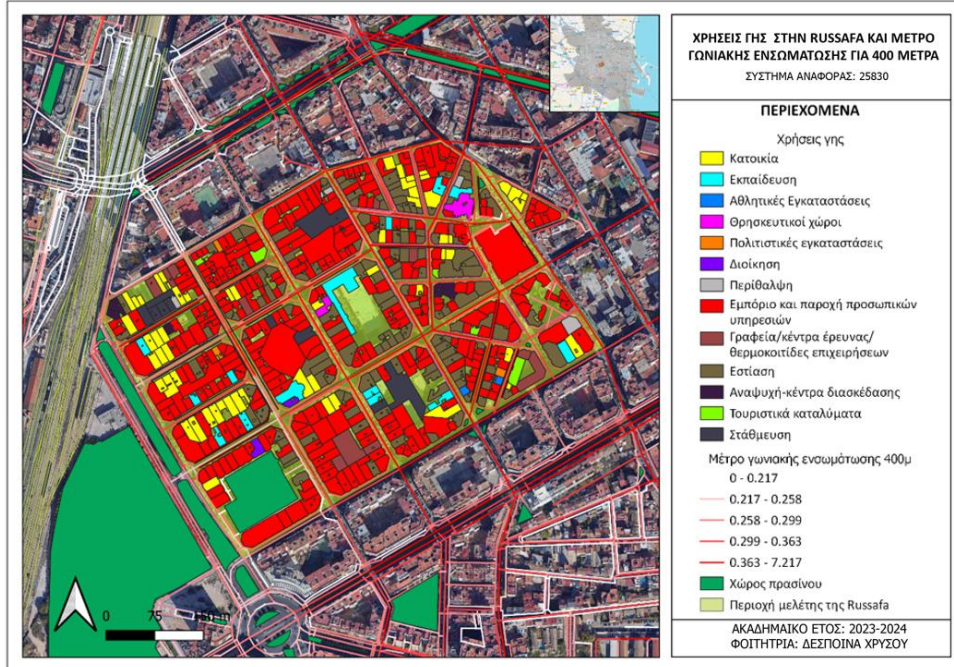 ΧΡΗΣΕΙΣ ΓΗΣ ΣΤΗΝ RUSSAFA ΚΑΙ ΜΕΤΡΟ
ΓΩΝΙΑΚΗΣ ΕΝΣΩΜΑΤΩΣΗΣ ΓΙΑ 400 ΜΕΤΡΑ
ΣΥΣΤΗΜΑ ΑΝΑΦΟΡΑΣ: 25830
ΠΕΡΙΕΧΟΜΕΝΑ
Χρήσεις γης
Κατοικία
Εκπαίδευση
Αθλητικές Εγκαταστάσεις
Θρησκευτικοί χώροι
Πολιτιστικές εγκαταστάσεις
Διοίκηση
Περίθαλψη
Εμπόριο και παροχή προσωπικών
υπηρεσιών
Γραφεία/κέντρα έρευνας/
θερμοκοιτίδες επιχειρήσεων
Εστίαση
Αναψυχή-κέντρα διασκέδασης
Τουριστικά καταλύματα
Στάθμευση
Μέτρο γωνιακής ενσωμάτωσης 400μ
0 - 0.217
0.217 - 0.258
0.258 - 0.299
0.299 - 0.363
0.363 - 7.217
Χώρος πρασίνου
Περιοχή μελέτης της Russafa
ΑΚΑΔΗΜΑΙΚΟ ΕΤΟΣ: 2023-2024
ΦΟΙΤΗΤΡΙΑ: ΔΕΣΠΟΙΝΑ ΧΡΥΣΟΥ
0 75 150 m